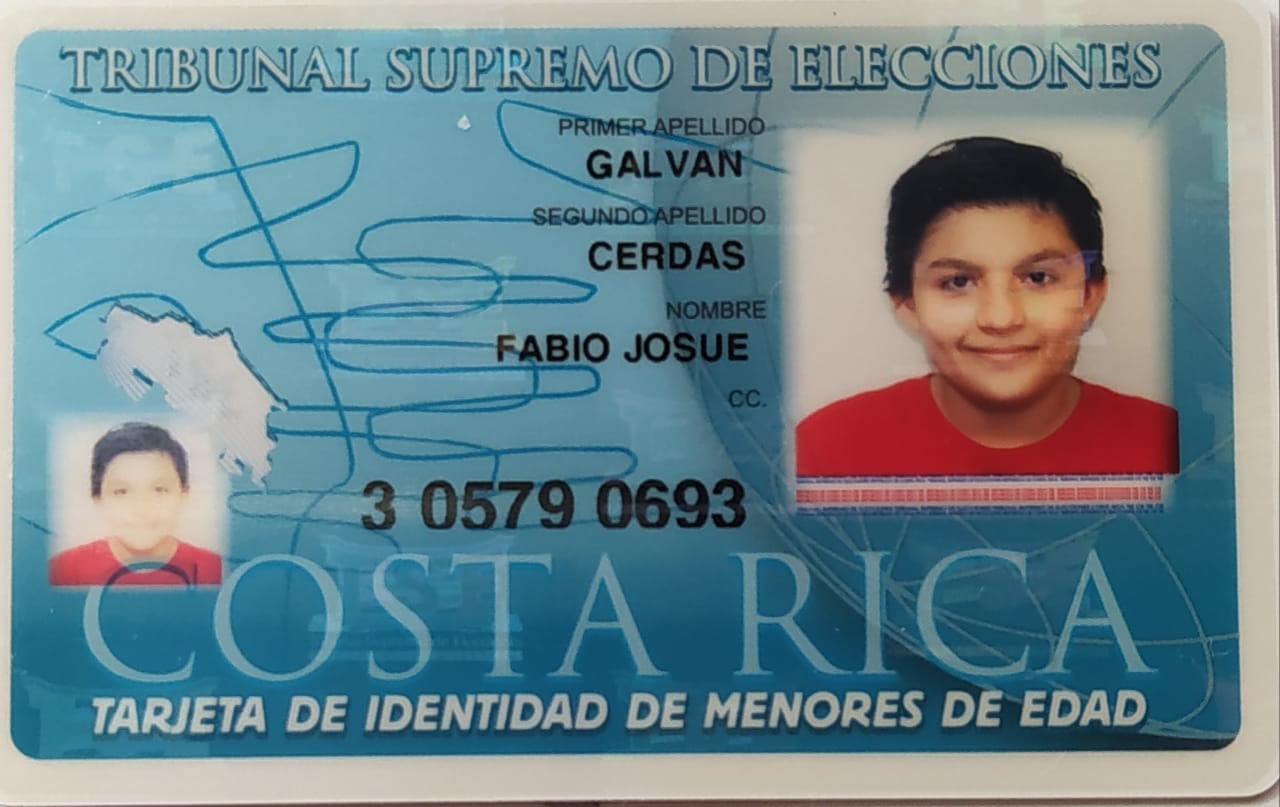 TRIBUNAL SUPREMO DE ELECCIONES
PRIMER APELLIDO
GALVAN
SEGUNDO APELLIDO
CERDAS
NOMBRE
FABIO JOSUE
CC.
3 0579 0693
COSTA RICA
TARJETA DE IDENTIDAD DE MENORES DE EDAD